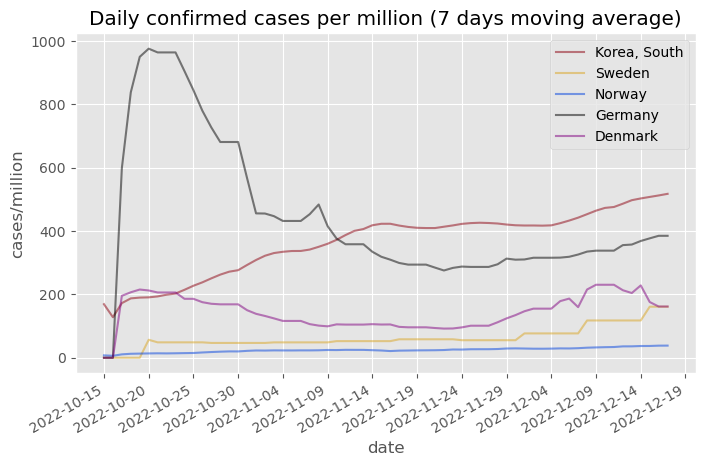 Daily confirmed cases per million (7 days moving average)
1000
800
600
400
200
0
cases/million
Korea, South
Sweden
Norway
Germany
Denmark
2022-10-15
2022-10-20
2022-10-25
2022-10-30
2022-11-04
2022-11-09
2022-11-14
2022-11-19
2022-11-24
2022-11-29
2022-12-04
2022-12-09
2022-12-14
2022-12-19
date